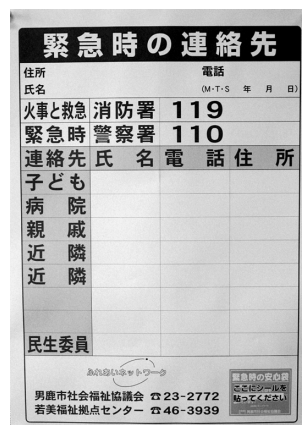 緊急時の連絡先
住所 電話
氏名 (M・T・S 年 月 日)
火事と救急 消防署 119
緊急時 警察署 110
連絡先 氏名 電話 住所
子ども
病院
親戚
近隣
近隣
民生委員
ふれあいネットワーク
緊急時の安心袋
ここにシールを
貼ってください
男鹿市社会福祉協議会 ☎23-2772
若美福祉拠点センター ☎46-3939